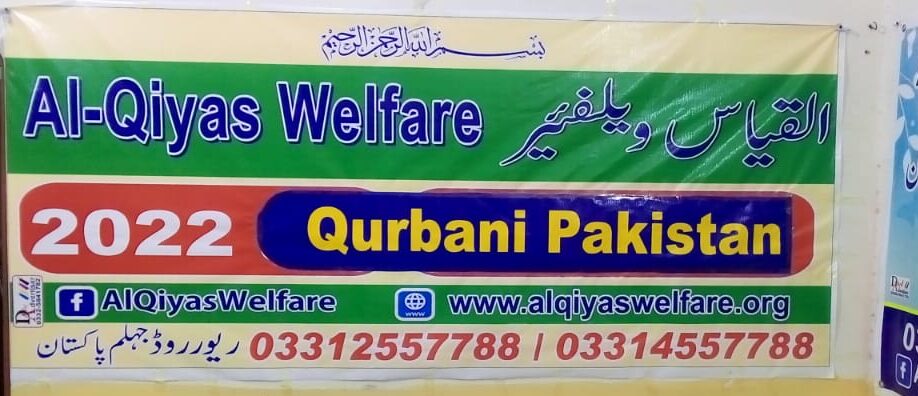 بسم اللہ الرحمن الرحیم
Al-Qiyas Welfare القیاس ویلفئیر
2022 Qurbani Pakistan
AlQiyasWelfare www.alqiyaswelfare.org
ریور روڈ جہلم پاکستان 03312557788 / 03314557788